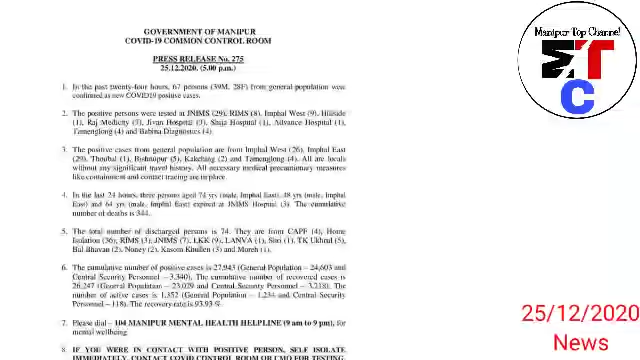 GOVERNMENT OF MANIPUR
COVID-19 COMMON CONTROL ROOM
PRESS RELEASE No. 275
25.12.2020, (5.00 p.m.)
1. In the past twenty-four hours, 67 persons (39M, 28F) from general population were
confirmed as new COVID19 positive cases.
2. The positive persons were tested at JNIMS (29), RIMS (8), Imphal West (9), Hillside
(1), Raj Medicity (7), Jivan Hospital (3), Shija Hospital (1), Advance Hospital (1),
Tamenglong (4) and Babina Diagnostics (4)
3. The positive cases from general population are from Imphal West (26), Imphal East
(29), Thoubal (1), Bishnupur (5), Kakching (2) and Tamenglong (4). All are locals
without any significant travel history. All necessary medical precautionary measures
like containment and contact tracing are in place.
4. In the last 24 hours, three persons aged 74 yrs (male, Imphal East), 48 yrs (male, Imphal
East) and 64 yrs (male, Imphal east) expired at JNIMS Hospital (3). The cumulative
number of deaths is 344.
5. The total number of discharged persons is 74. They are from CAPF (4), Home
Isolation (36), RIMS (3), JNIMS (7), LKK (9), LANVA (1), Sixt (1), TK Ukhrul (5),
Bal Bhavan (2), Noney (2), Kasom Khullen (3) and Moreh (1).
6. The cumulative number of positive cases is 27,943 (General Population – 24,603 and
Central Security Personnel – 3,340). The cumulative number of recovered cases is
26,247 (General Population – 23,029 and Central Security Personnel – 3,218). The
number of active cases is 1,352 (General Population – 1,234 and Central Security
Personnel – 118). The recovery rate is 93.93 %
7. Please dial – 104 MANIPUR MENTAL HEALTH HELPLINE (9 am to 9 pm), for
mental wellbeing
8. IF YOU WERE IN CONTACT WITH POSITIVE PERSON, SELF ISOLATE
IMMEDIATELY, CONTACT COVID CONTROL ROOM OR CMO FOR TESTING.
Manipur Top Channel
MTC
25/12/2020
News